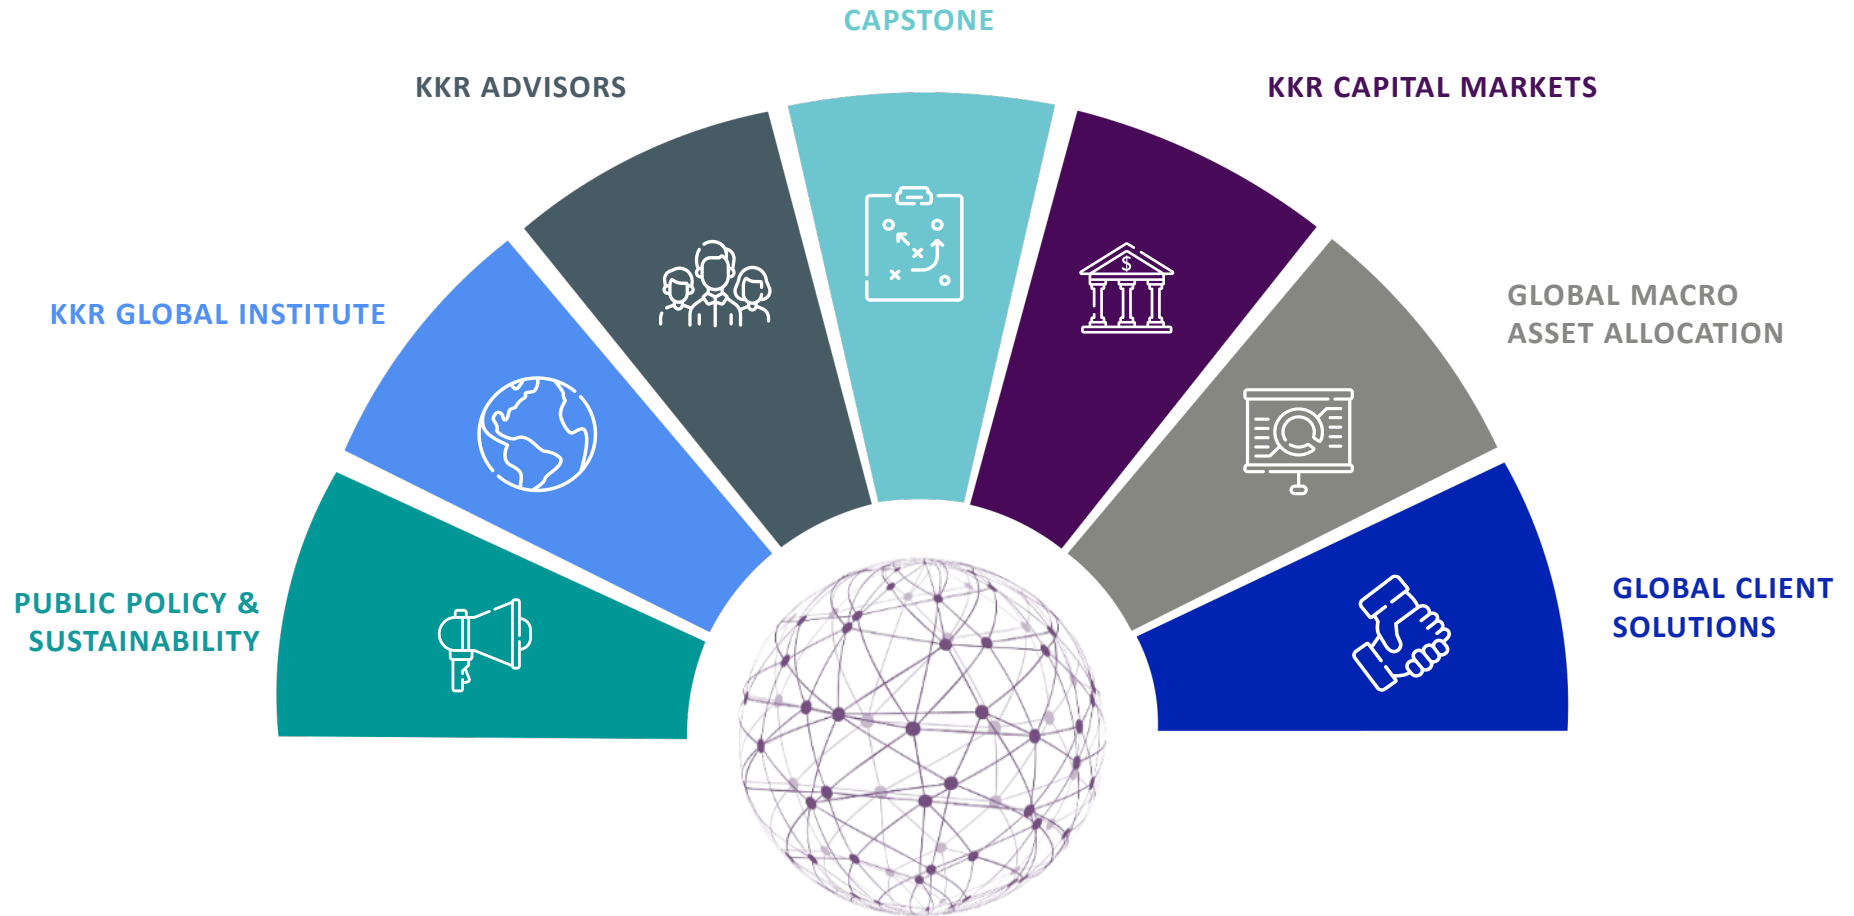 CAPSTONE
KKR ADVISORS
KKR CAPITAL MARKETS
KKR GLOBAL INSTITUTE
GLOBAL MACRO
ASSET ALLOCATION
PUBLIC POLICY &
SUSTAINABILITY
GLOBAL CLIENT
SOLUTIONS
$